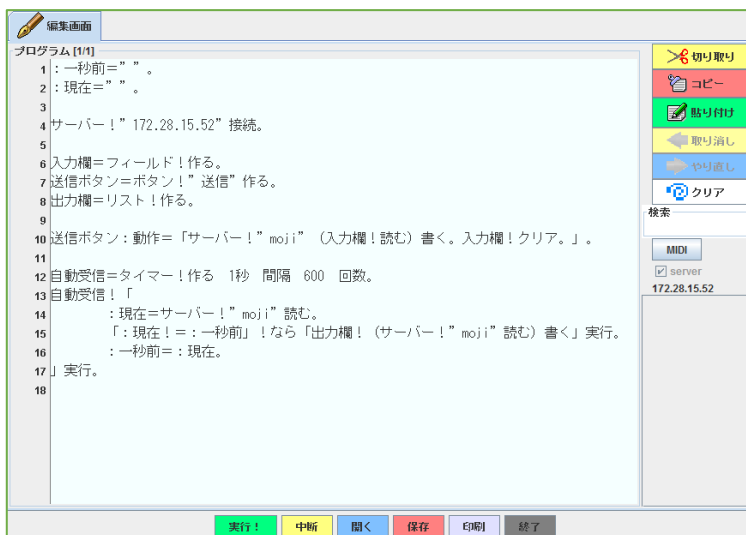 編集画面
プログラム [1/1]
1 :一秒前=””。
2 :現在=””。
3
4 サーバー!”172.28.15.52”接続。
5
6 入力欄=フィールド!作る。
7 送信ボタン=ボタン!”送信”作る。
8 出力欄=リスト!作る。
9
10 送信ボタン:動作=「サーバー!”moji” (入力欄!読む)書く。入力欄!クリア。」。
11
12 自動受信=タイマー!作る 1秒 間隔 600 回数。
13 自動受信!「
14 :現在=サーバー!”moji”読む。
15 「:現在!=:一秒前」!なら「出力欄!(サーバー!”moji”読む)書く」実行。
16 :一秒前=:現在。
17 」実行。
18
切り取り
コピー
貼り付け
取り消し
やり直し
クリア
検索
MIDI
server
172.28.15.52
実行! 中断 開く 保存 印刷 終了